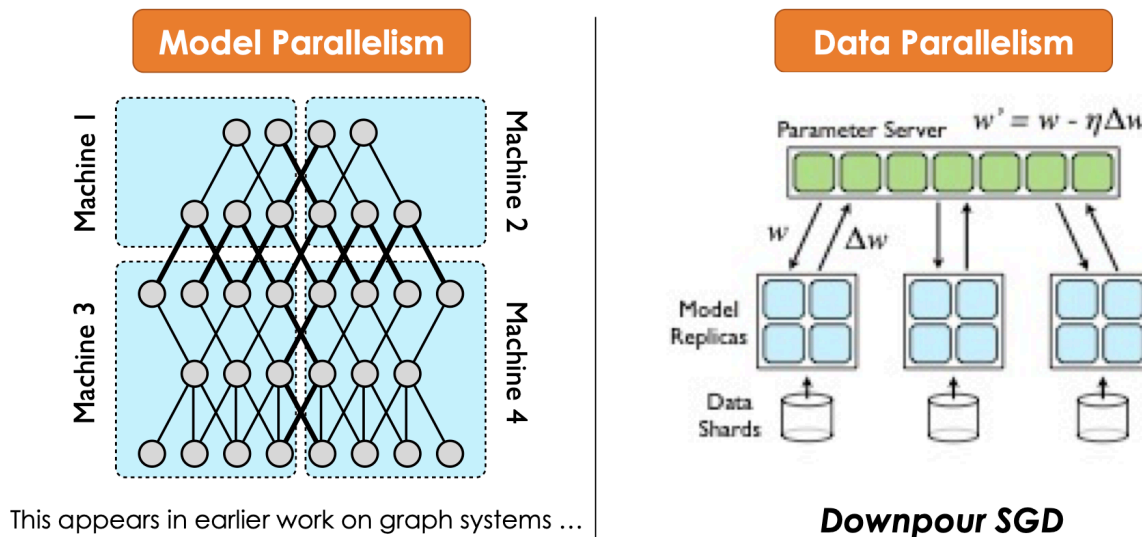 Model Parallelism
Machine 1
Machine 2
Machine 3
Machine 4
This appears in earlier work on graph systems …
Data Parallelism
Parameter Server
w' = w - ηΔw
w
Δw
Model
Replicas
Data
Shards
Downpour SGD